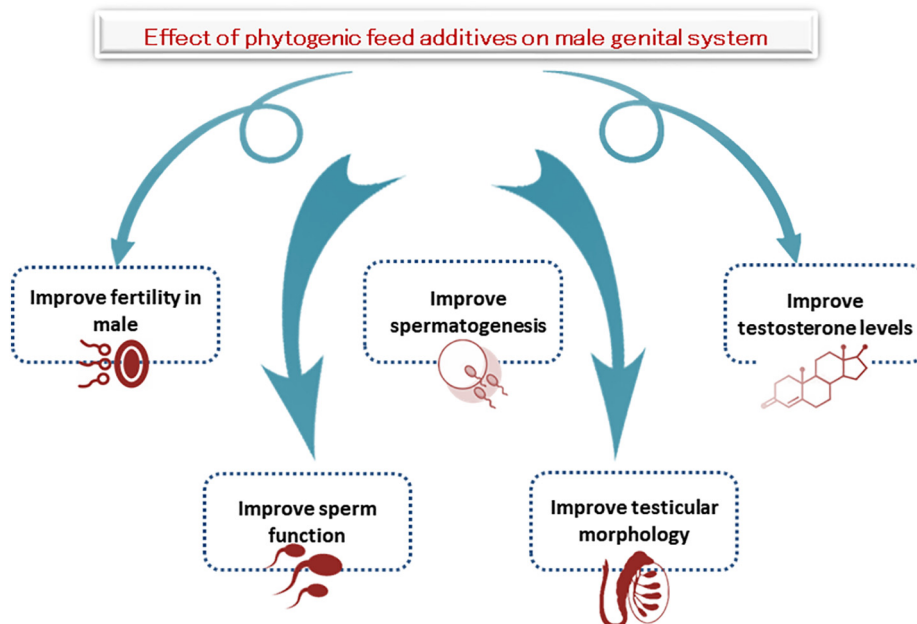 Effect of phytogenic feed additives on male genital system
Improve fertility in
male
Improve
spermatogenesis
Improve
testosterone levels
Improve sperm
function
Improve testicular
morphology